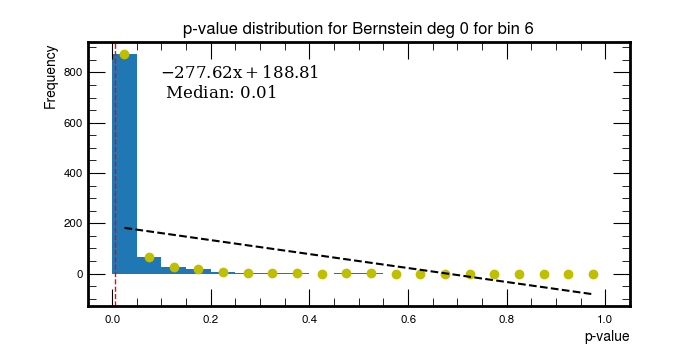 p-value distribution for Bernstein deg 0 for bin 6
Frequency
−277.62x + 188.81
Median: 0.01
800
600
400
200
0
0.0 0.2 0.4 0.6 0.8 1.0
p-value